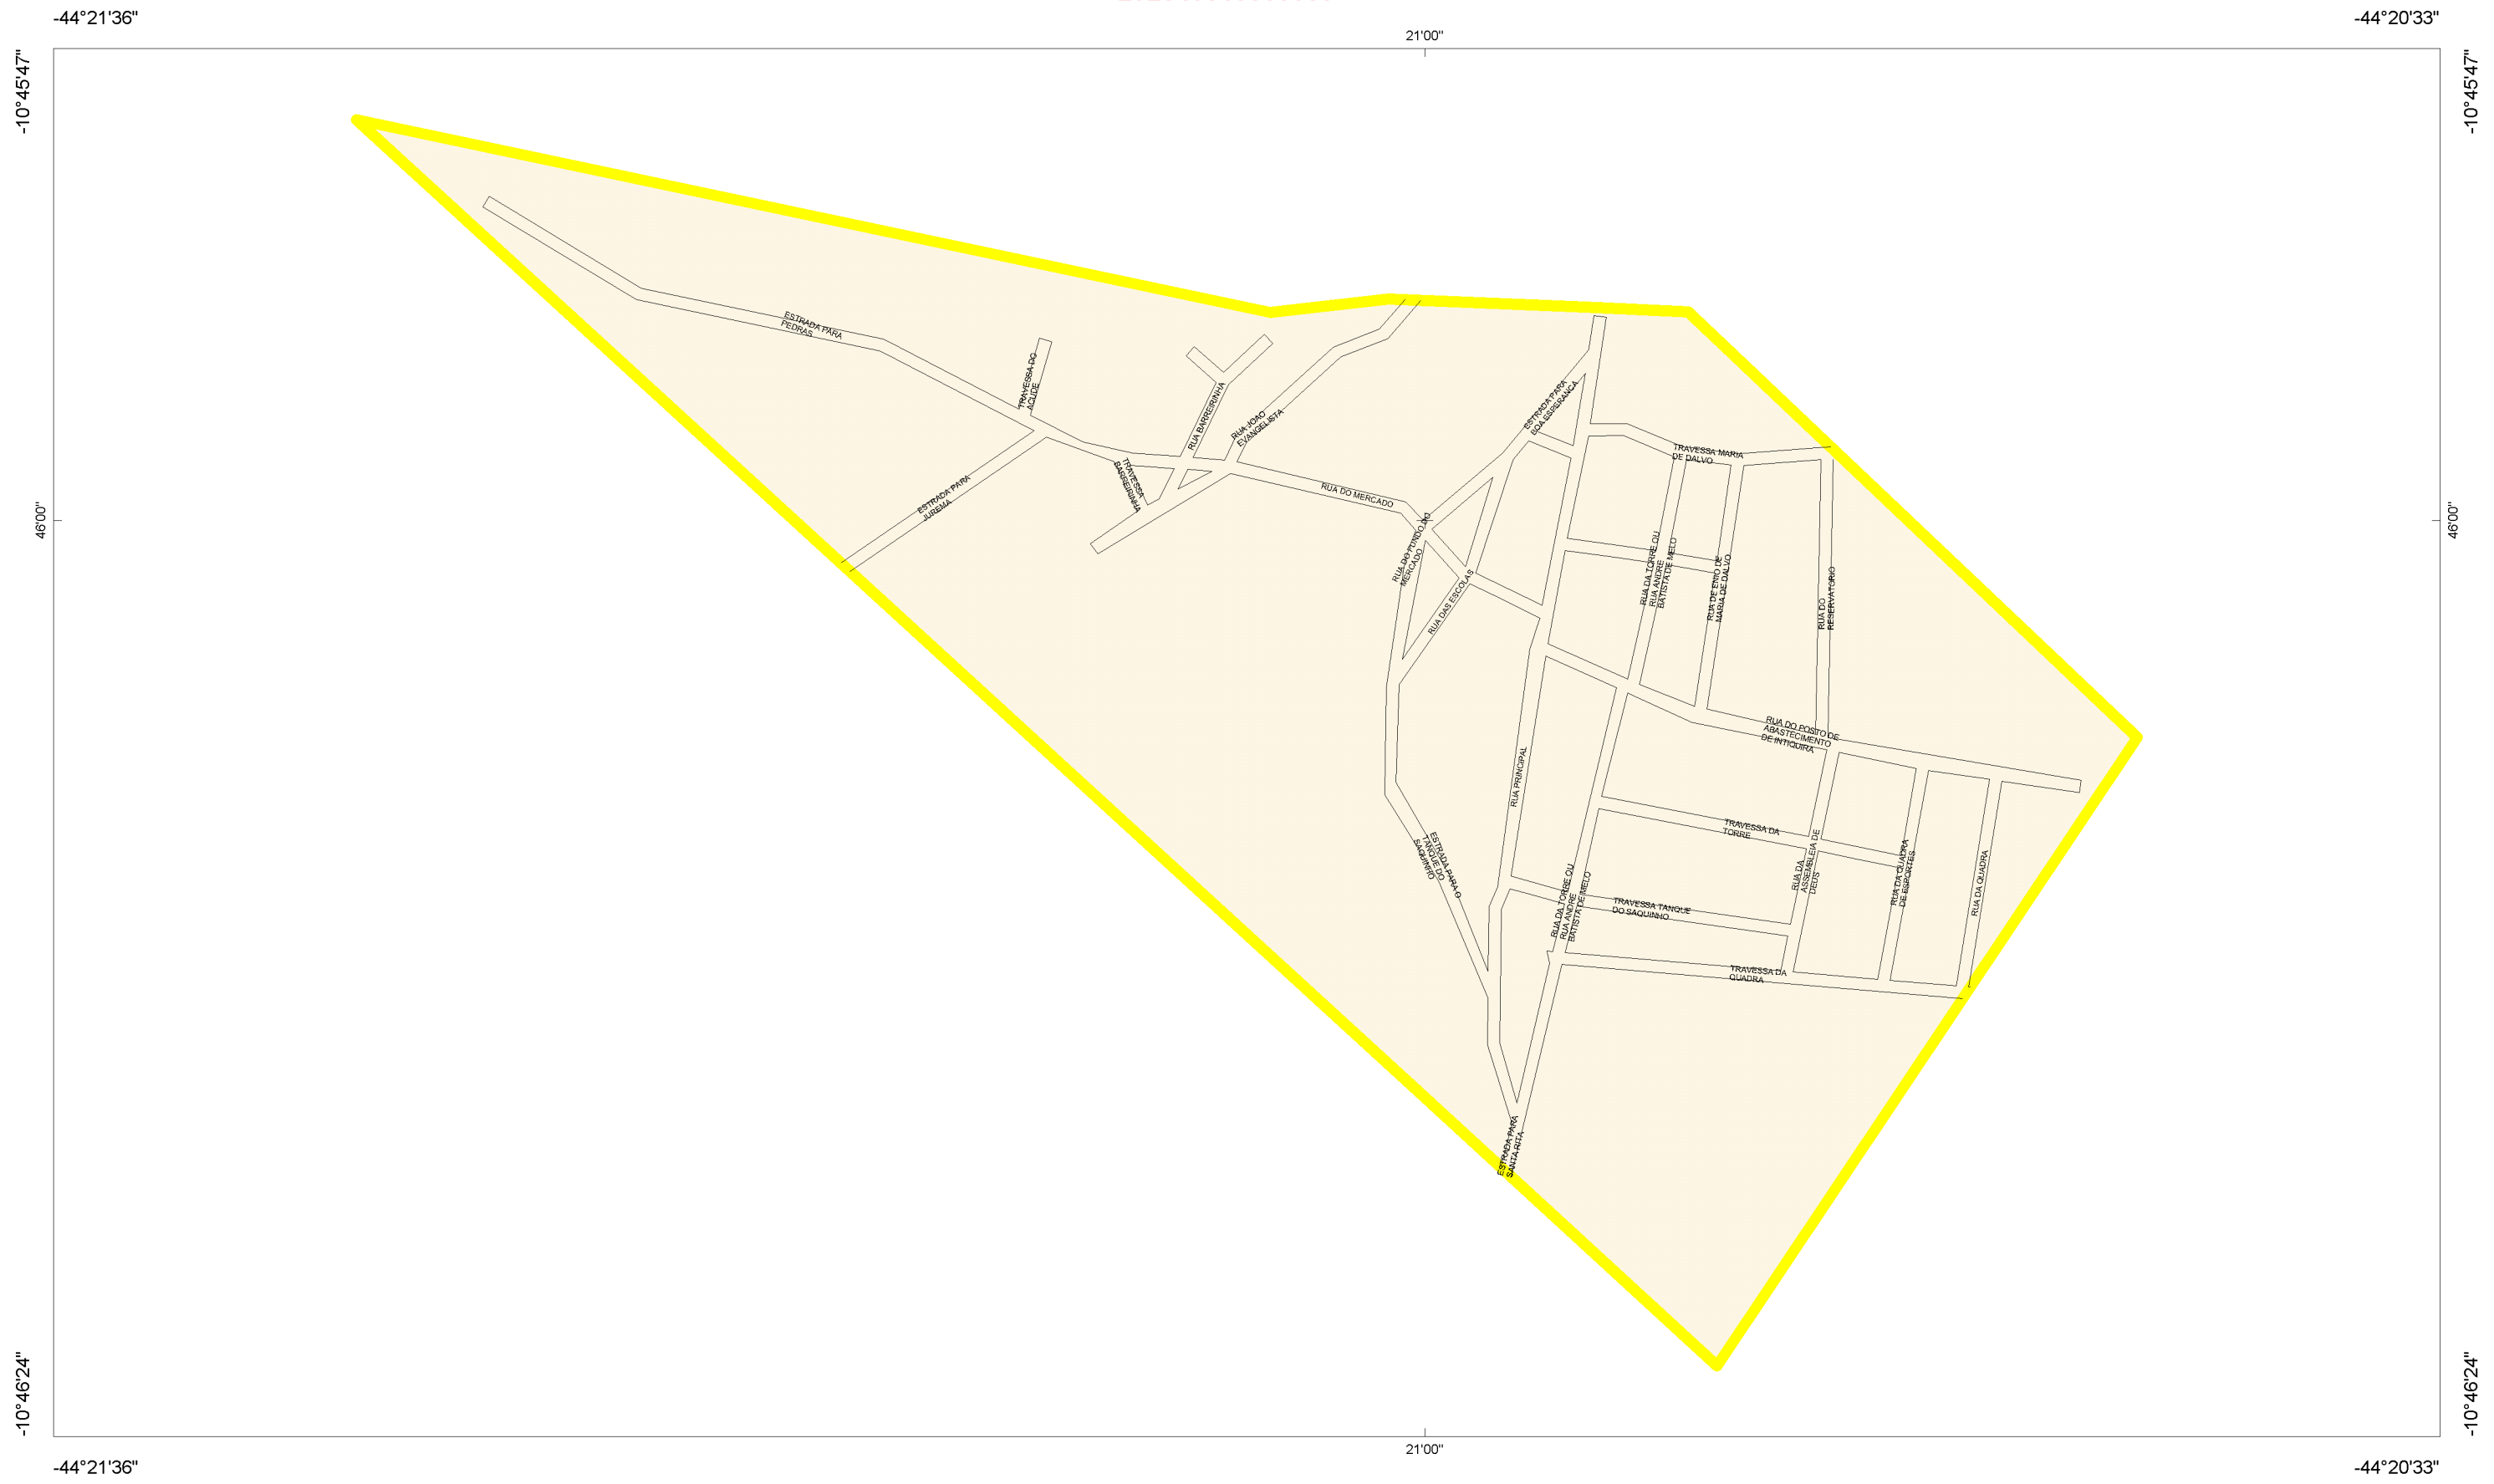 -44°21'36"
-44°20'33"
21'00"
-10°45'47"
-10°45'47"
ESTRADA PARA
PEDRAS
TRAVESSA DO
ACUDE
RUA BARREIRINHA
RUA JOAO
EVANGELISTA
ESTRADA PARA
BOA ESPERANCA
TRAVESSA MARIA
DE DALVO
TRAVESSA
BARREIRINHA
ESTRADA PARA
JUREMA
RUA DO MERCADO
46'00"
46'00"
RUA DO FUNDO DO
MERCADO
RUA DAS ESCOLAS
RUA DA TORRE OU
RUA ANDRE
BATISTA DE MELO
RUA DE ENIO DE
MARIA DE DALVO
RUA DO
RESERVATORIO
RUA DO POSTO DE
ABASTECIMENTO
DE INTIQUIRA
RUA PRINCIPAL
TRAVESSA DA
TORRE
ESTRADA PARA O
TANQUE DO
SAQUINHO
RUA DA
ASSEMBLEIA DE
DEUS
RUA DA QUADRA
DE ESPORTES
RUA DA QUADRA
RUA DA TORRE OU
RUA ANDRE
BATISTA DE MELO
TRAVESSA TANQUE
DO SAQUINHO
TRAVESSA DA
QUADRA
ESTRADA PARA
SANTA RITA
-10°46'24"
-10°46'24"
21'00"
-44°21'36"
-44°20'33"